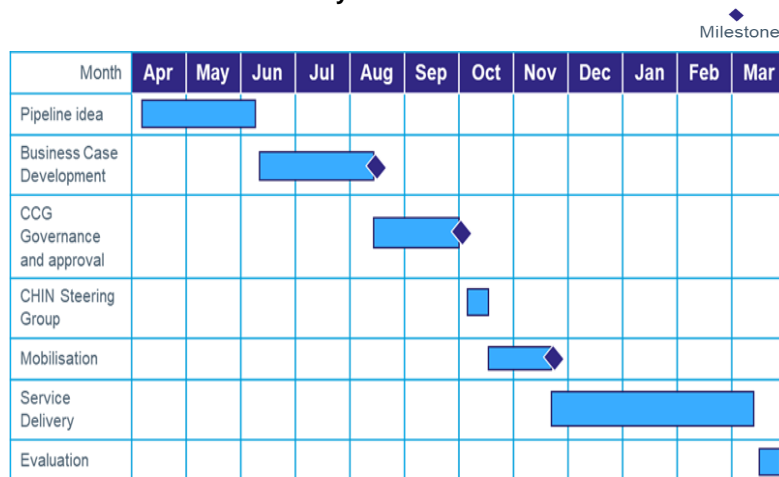 Milestone
Month Apr May Jun Jul Aug Sep Oct Nov Dec Jan Feb Mar
Pipeline idea
Business Case
Development
CCG
Governance
and approval
CHIN Steering
Group
Mobilisation
Service
Delivery
Evaluation